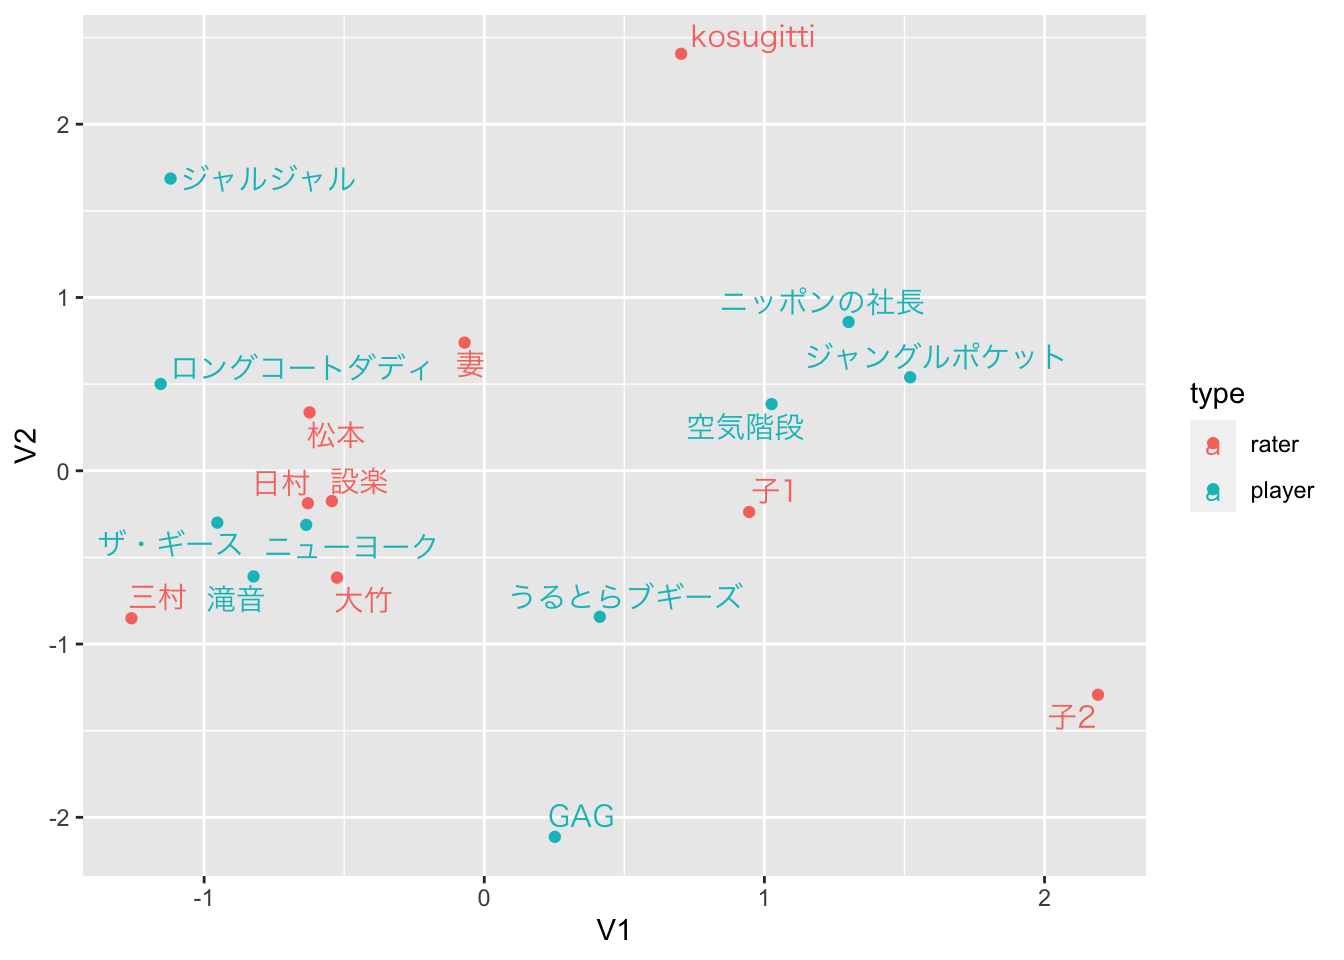 kosugitti
2
ジャルジャル
ニッポンの社長
1
ジャングルポケット
ロングコートダディ
妻
type
空気階段
松本
a rater
V2
0
日村
設楽
子1
a player
ザ・ギース
ニューヨーク
三村
滝音
大竹
うるとらブギーズ
-1
子2
GAG
-2
-1
0
1
2
V1